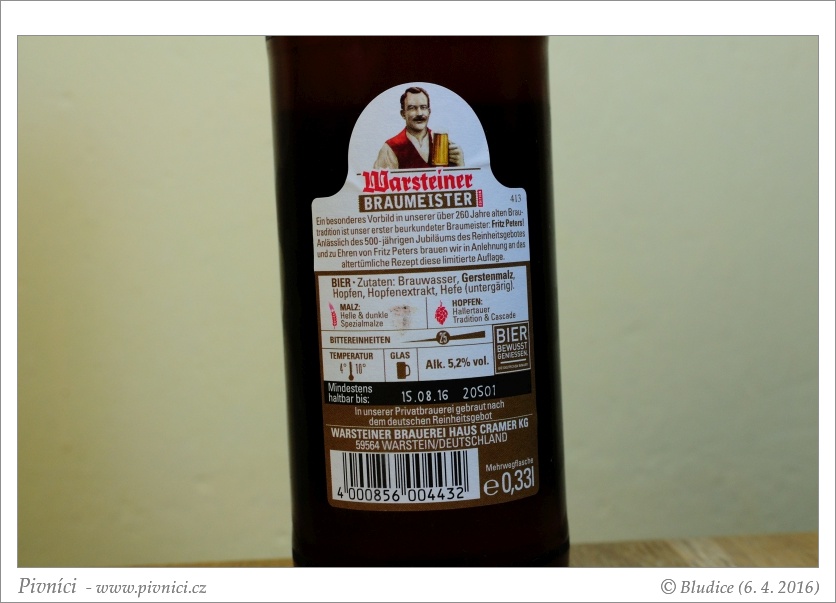 Warsteiner
BRAUMEISTER
413
Ein besonderes Vorbild in unserer über 260 Jahre alten Brau-
tradition ist unser erster beurkundeter Braumeister: Fritz Peters!
Anlässlich des 500-jährigen Jubiläums des Reinheitsgebotes
und zu Ehren von Fritz Peters brauen wir in Anlehnung an das
altertümliche Rezept diese limitierte Auflage.
BIER · Zutaten: Brauwasser, Gerstenmalz,
Hopfen, Hopfenextrakt, Hefe (untergärig).
MALZ:
Helle & dunkle
Spezialmalze
HOPFEN:
Hallertauer
Tradition & Cascade
BITTEREINHEITEN
25
BIER
BEWUSST
GENIESSEN
TEMPERATUR
4° 10°
GLAS
Alk. 5,2% vol.
Mindestens
haltbar bis:
15.08.16 20501
In unserer Privatbrauerei gebraut nach
dem deutschen Reinheitsgebot
WARSTEINER BRAUEREI HAUS CRAMER KG
59564 WARSTEIN/DEUTSCHLAND
4 000856 004432
Mehrwegflasche
e 0,33l
Pivníci - www.pivnici.cz
© Bludice (6. 4. 2016)